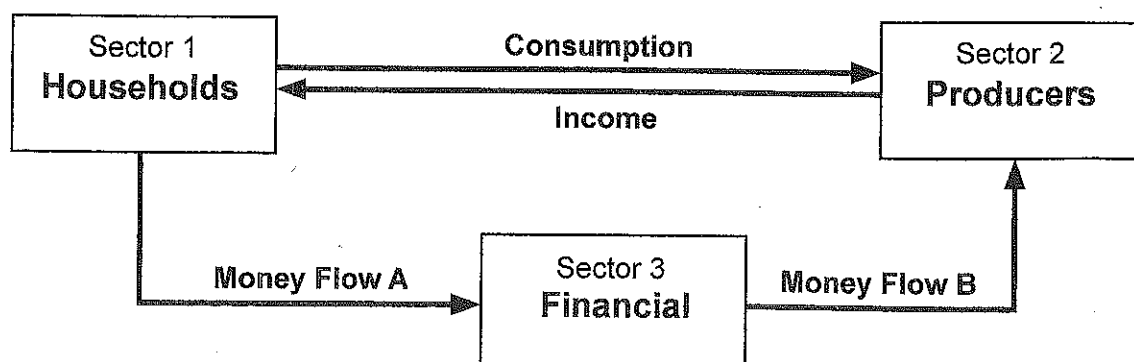 Sector 1
Households
Consumption
Income
Sector 2
Producers
Money Flow A
Sector 3
Financial
Money Flow B